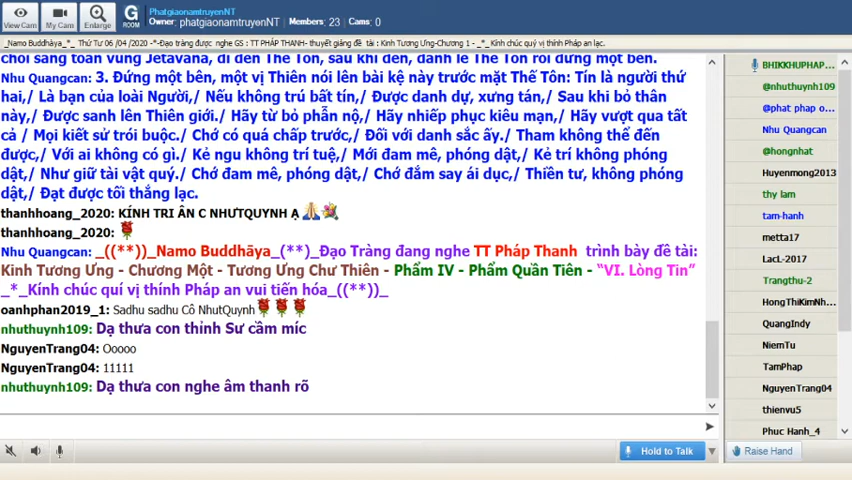 PhatgiaonamtruyenNT
Owner: phatgiaonamtruyenNT Members: 23 Cams: 0
View Cam My Cam Enlarge G ROOM
_Namo Buddhàya_*_ Thứ Tư 06 /04 /2020 -*-Đạo tràng được nghe GS : TT PHÁP THANH- thuyết giảng đề tài : Kinh Tương Ưng-Chương 1 - _*_ Kính chúc quý vị thính Pháp an lạc.
chói sáng toàn vùng Jetavana, đi đến Thế Tôn, sau khi đến, đảnh lễ Thế Tôn rồi đứng một bên.
Nhu Quangcan: 3. Đứng một bên, một vị Thiên nói lên bài kệ này trước mặt Thế Tôn: Tín là người thứ
hai,/ Là bạn của loài Người,/ Nếu không trú bất tín,/ Được danh dự, xưng tán,/ Sau khi bỏ thân
này,/ Được sanh lên Thiên giới./ Hãy từ bỏ phẫn nộ,/ Hãy nhiếp phục kiêu mạn,/ Hãy vượt qua tất
cả / Mọi kiết sử trói buộc./ Chớ có quá chấp trước,/ Đối với danh sắc ấy./ Tham không thể đến
được,/ Với ai không có gì./ Kẻ ngu không trí tuệ,/ Mới đam mê, phóng dật,/ Kẻ trí không phóng
dật,/ Như giữ tài vật quý./ Chớ đam mê, phóng dật,/ Chớ đắm say ái dục,/ Thiền tư, không phóng
dật,/ Đạt được tối thắng lạc.
thanhhoang_2020: KÍNH TRI ÂN C NHƯTQUYNH Ạ
thanhhoang_2020:
Nhu Quangcan: _((**))_Namo Buddhāya_(**)_Đạo Tràng đang nghe TT Pháp Thanh trình bày đề tài:
Kinh Tương Ưng - Chương Một - Tương Ưng Chư Thiên - Phẩm IV - Phẩm Quần Tiên - “VI. Lòng Tin”
_*_Kính chúc quí vị thính Pháp an vui tiến hóa_((**))_
oanhphan2019_1: Sadhu sadhu Cô NhutQuynh
nhuthuynh109: Dạ thưa con thỉnh Sư cầm míc
NguyenTrang04: Ooooo
NguyenTrang04: 11111
nhuthuynh109: Dạ thưa con nghe âm thanh rõ
Hold to Talk
BHIKKHUPHAP...
@nhuthuynh109
@phat phap o...
Nhu Quangcan
@hongnhat
Huyenmong2013
thy lam
tam-hanh
metta17
LacL-2017
Trangthu-2
HongThiKimNh...
QuangIndy
NiemTu
TamPhap
NguyenTrang04
thienvu5
Phuc Hanh_4
Raise Hand